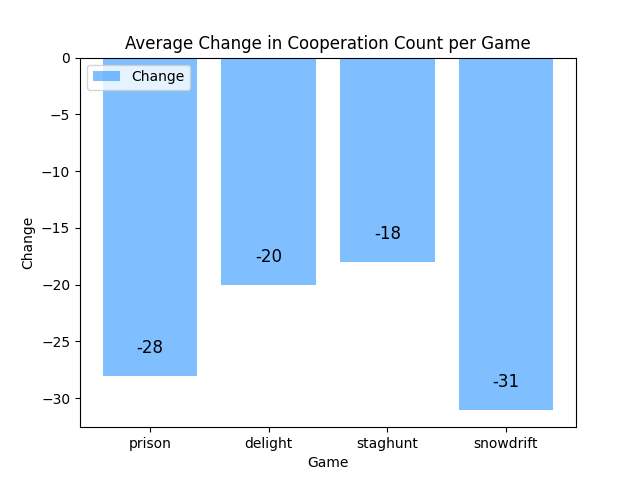 Average Change in Cooperation Count per Game
Change
0
−5
−10
−15
−20
−25
−30
Change
-28
-20
-18
-31
prison
delight
staghunt
snowdrift
Game